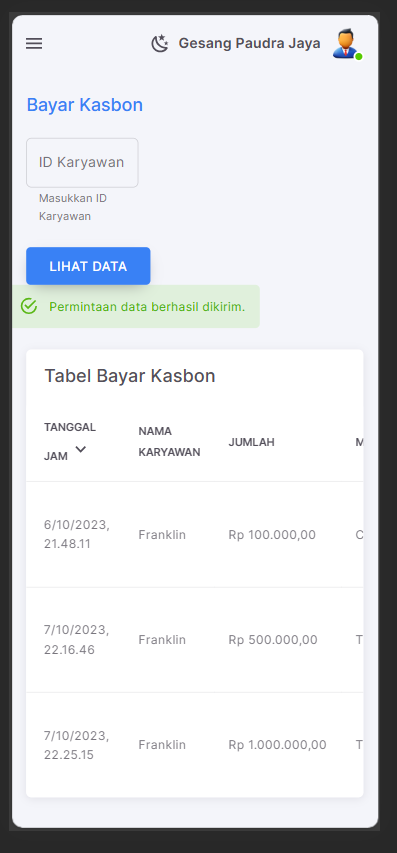 Gesang Paudra Jaya
Bayar Kasbon
ID Karyawan
Masukkan ID
Karyawan
LIHAT DATA
Permintaan data berhasil dikirim.
Tabel Bayar Kasbon
TANGGAL
JAM
NAMA
KARYAWAN
JUMLAH
M
6/10/2023,
21.48.11
Franklin
Rp 100.000,00
C
7/10/2023,
22.16.46
Franklin
Rp 500.000,00
T
7/10/2023,
22.25.15
Franklin
Rp 1.000.000,00
T